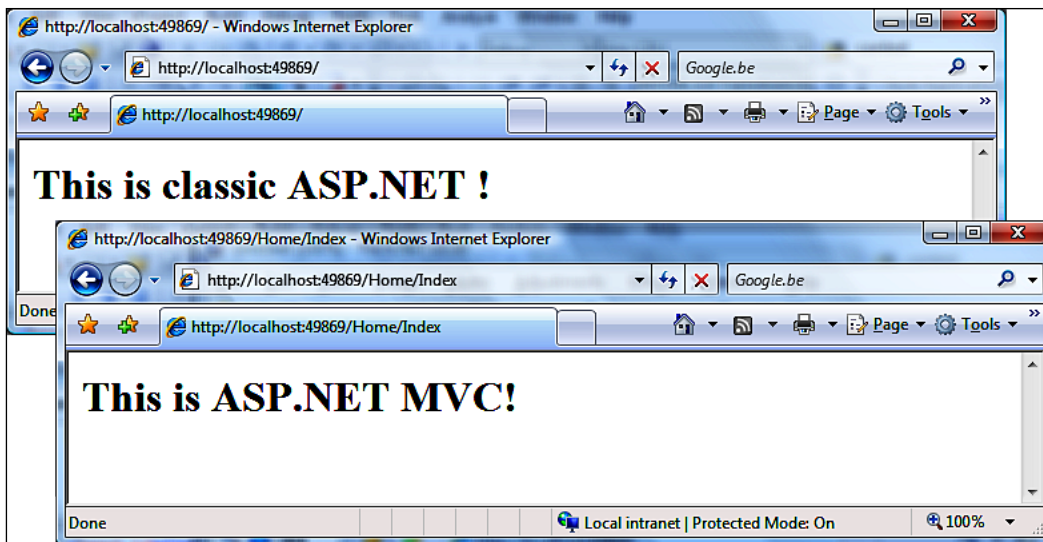 http://localhost:49869/ - Windows Internet Explorer
http://localhost:49869/
Google.be
http://localhost:49869/
Page
Tools
»
This is classic ASP.NET !
Done
http://localhost:49869/Home/Index - Windows Internet Explorer
http://localhost:49869/Home/Index
Google.be
http://localhost:49869/Home/Index
Page
Tools
»
This is ASP.NET MVC!
Done
Local intranet | Protected Mode: On
100%